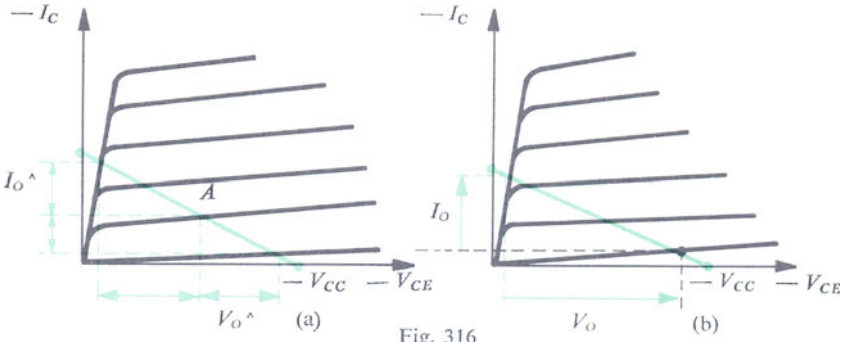 — I_C
— I_C
I_O ^
A
I_O
— V_CC
— V_CE
— V_CC
— V_CE
V_O ^
(a)
V_O
(b)
Fig. 316